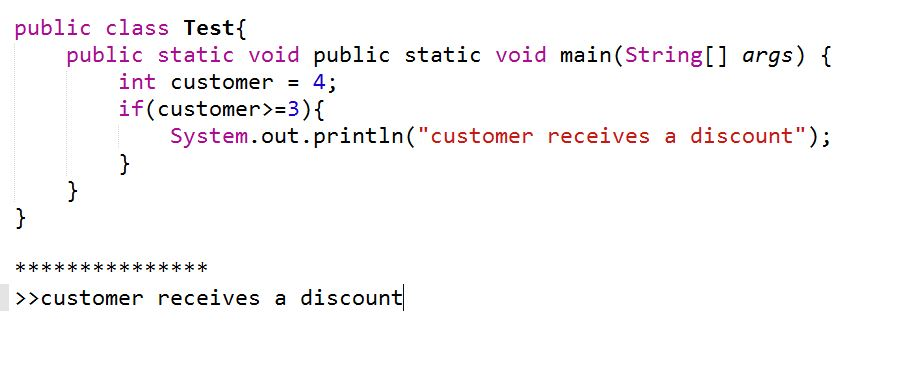 public class Test{
public static void public static void main(String[] args) {
int customer = 4;
if(customer>=3){
System.out.println("customer receives a discount");
}
}
}
***************
>>customer receives a discount